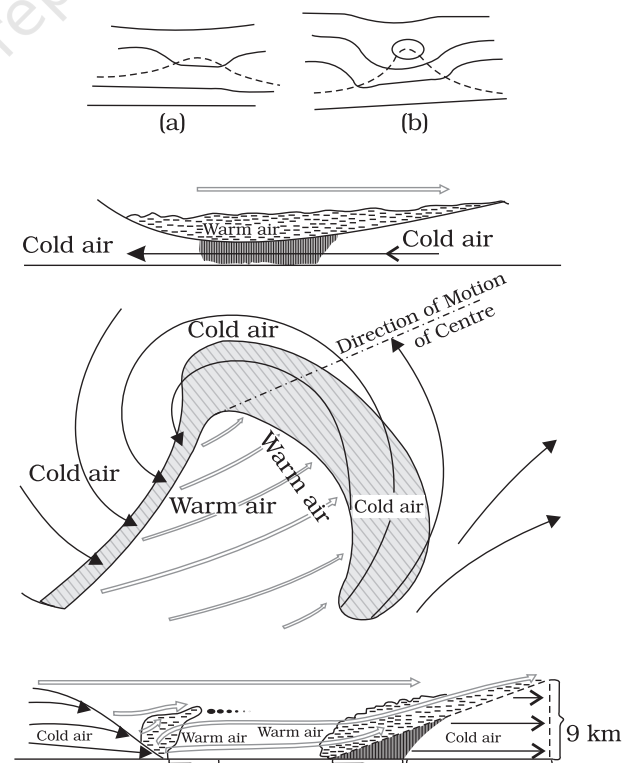 (a) (b)
Warm air
Cold air Cold air
Direction of Motion
of Centre
Cold air
Cold air
Warm air
Warm air
Cold air
Cold air Warm air Warm air Cold air
9 km